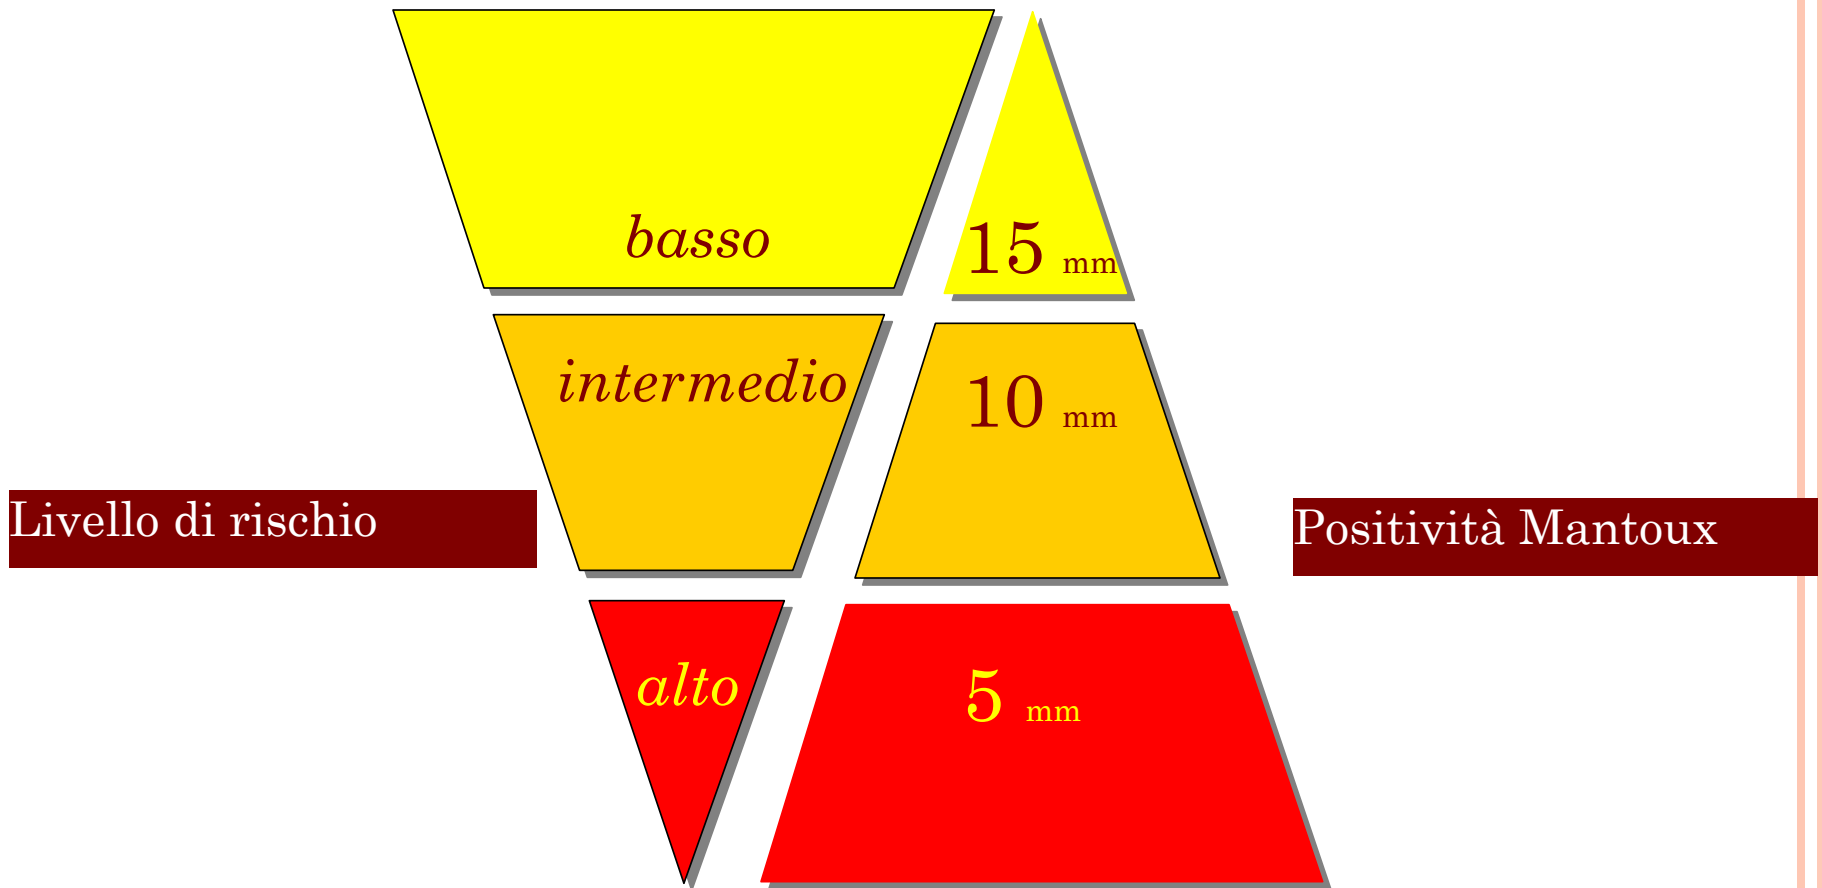 basso
15 mm
intermedio
10 mm
Livello di rischio
Positività Mantoux
alto
5 mm